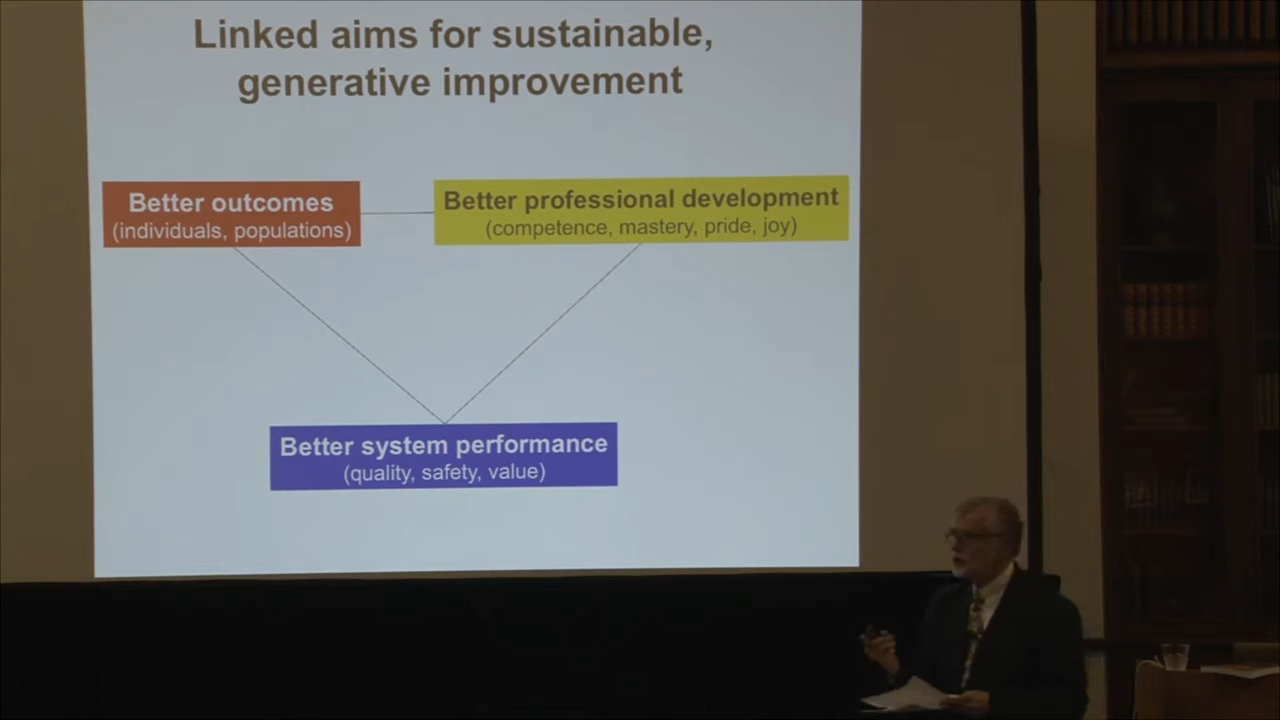 Linked aims for sustainable,
generative improvement
Better outcomes
(individuals, populations)
Better professional development
(competence, mastery, pride, joy)
Better system performance
(quality, safety, value)